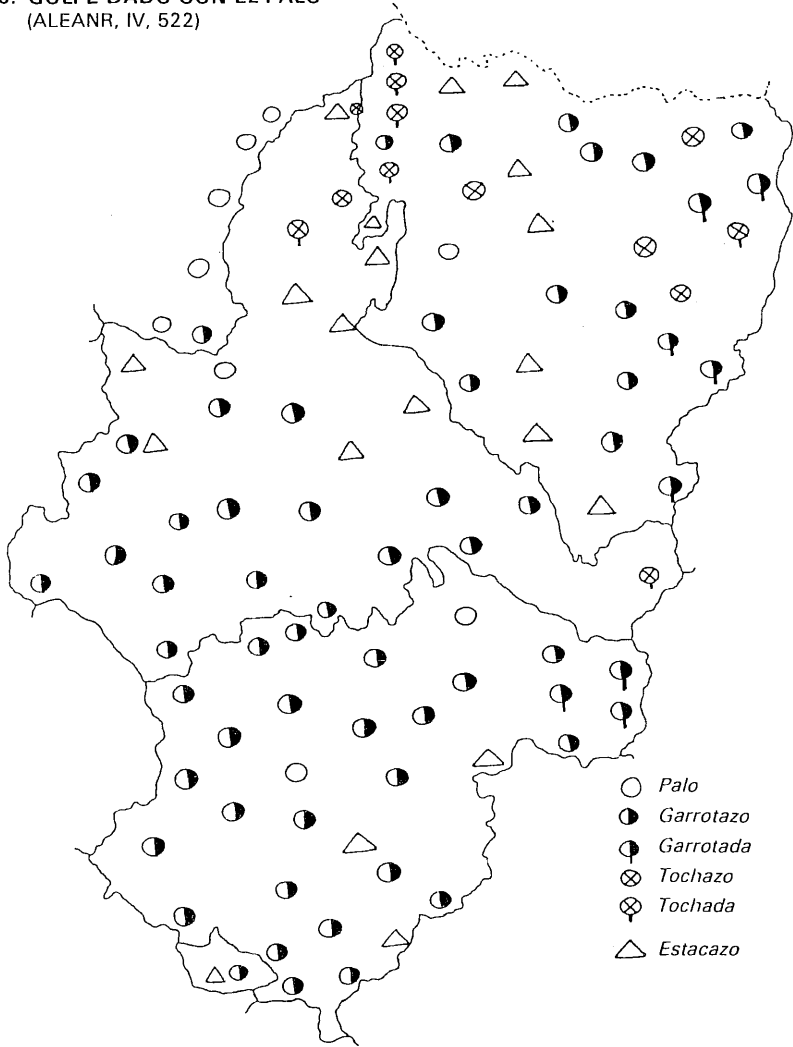 GOLPE DADO CON EL PALO
(ALEANR, IV, 522)
Palo
Garrotazo
Garrotada
Tochazo
Tochada
Estacazo